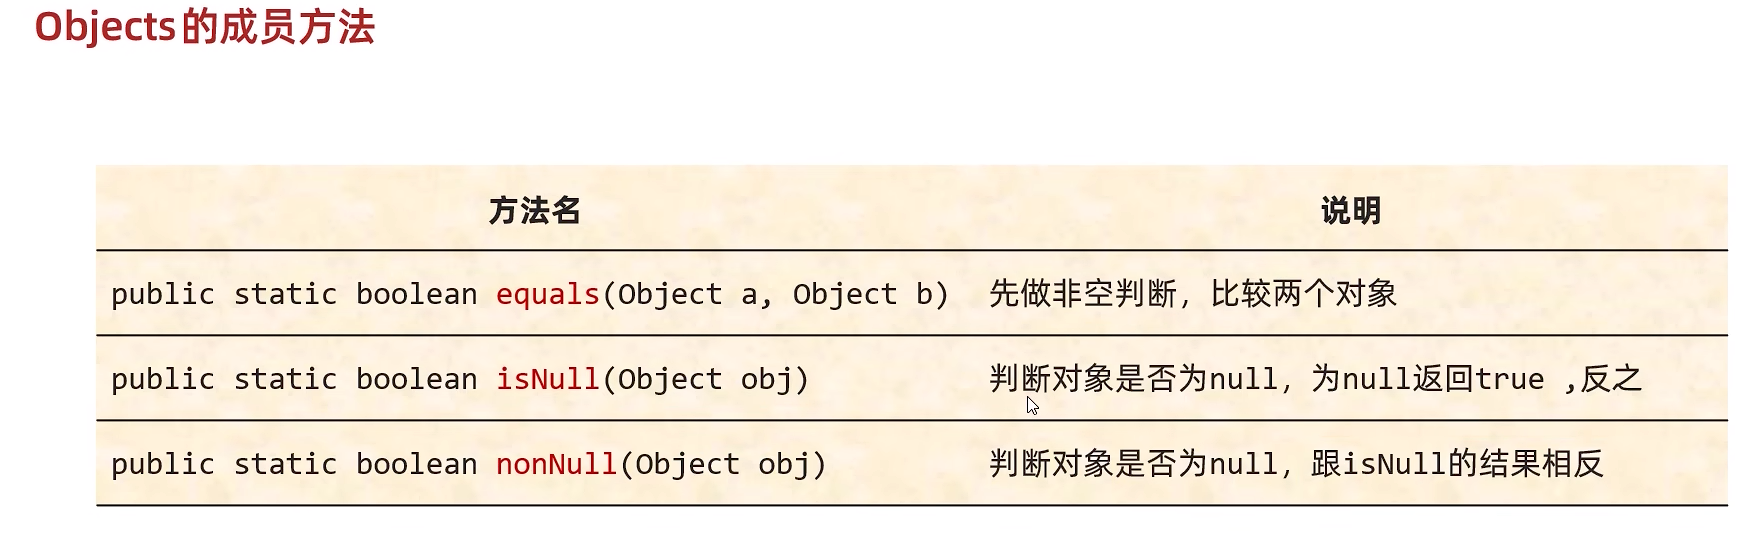 Objects的成员方法
方法名 说明
public static boolean equals(Object a, Object b) 先做非空判断，比较两个对象
public static boolean isNull(Object obj) 判断对象是否为null，为null返回true ,反之
public static boolean nonNull(Object obj) 判断对象是否为null，跟isNull的结果相反